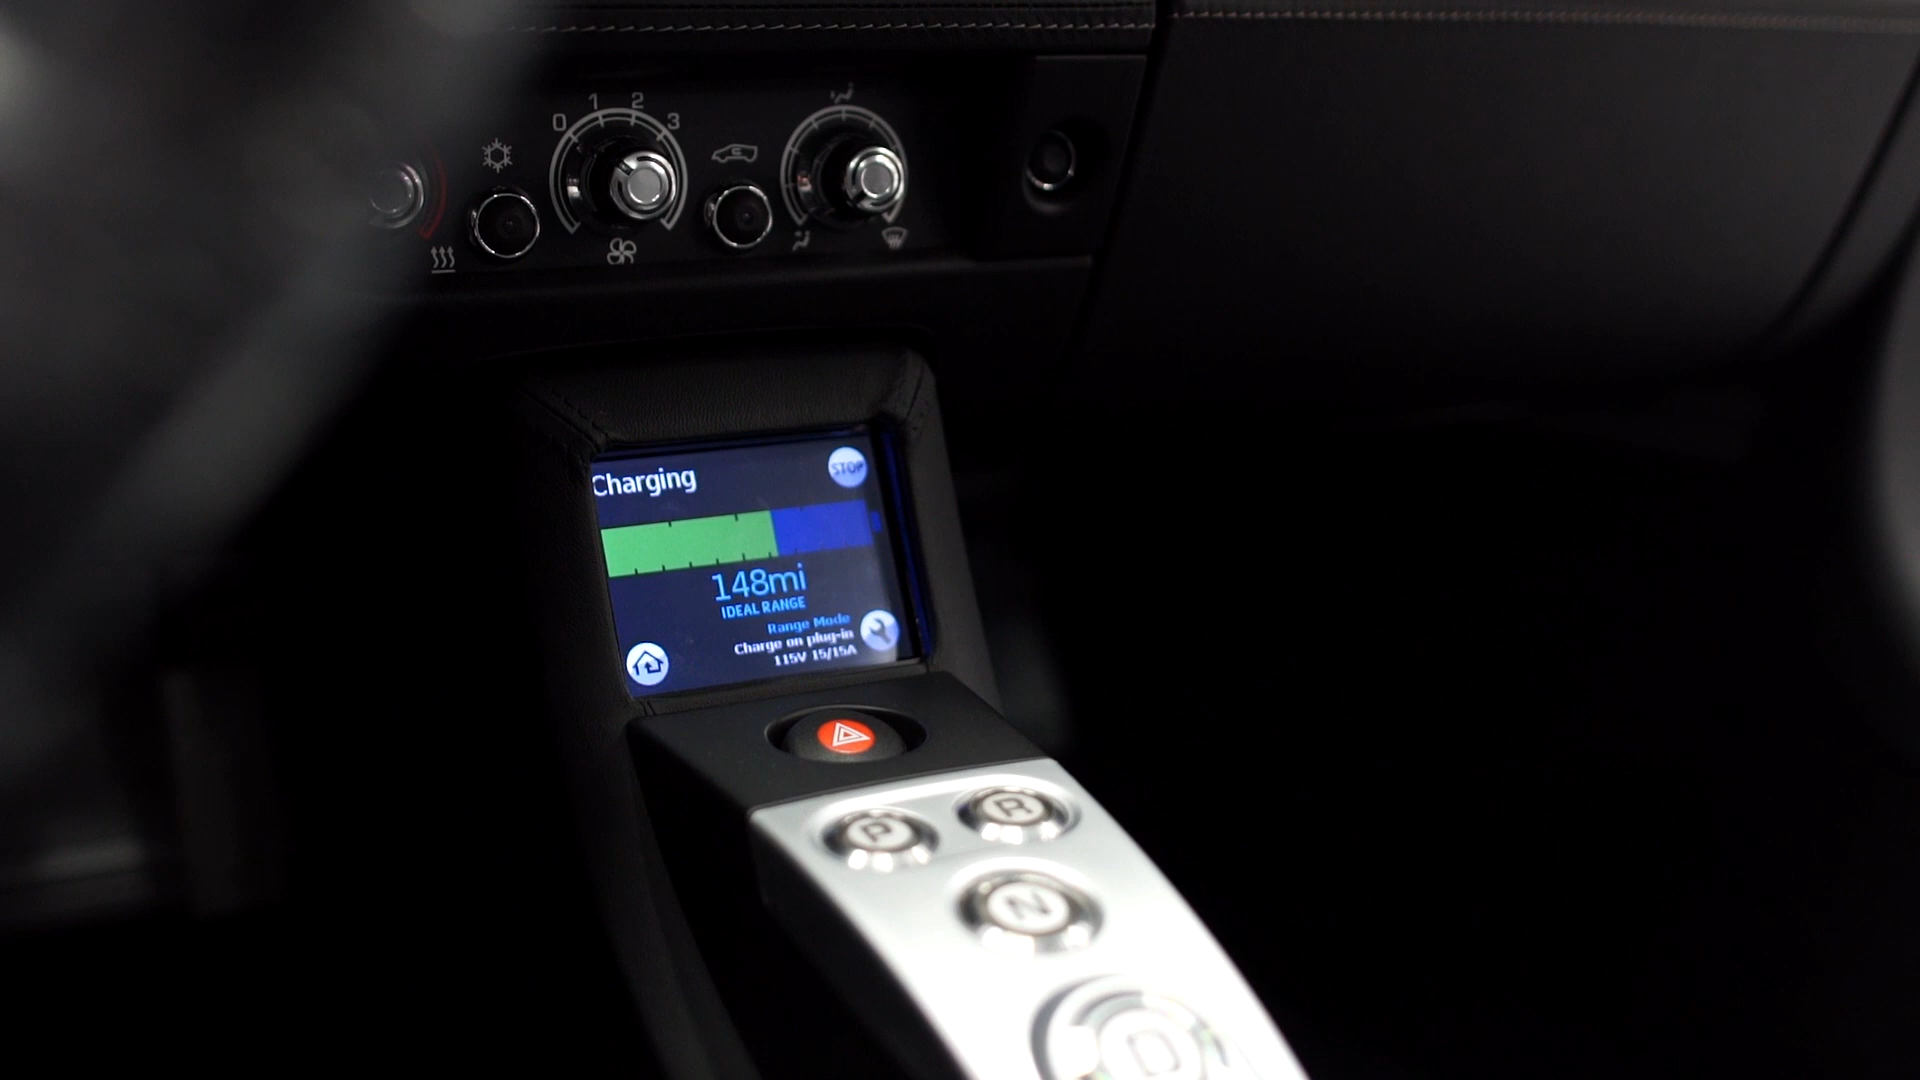 0 1 2 3
Charging
STOP
148mi
IDEAL RANGE
Range Mode
Charge on plug-in
115V 15/15A
P R
N
D